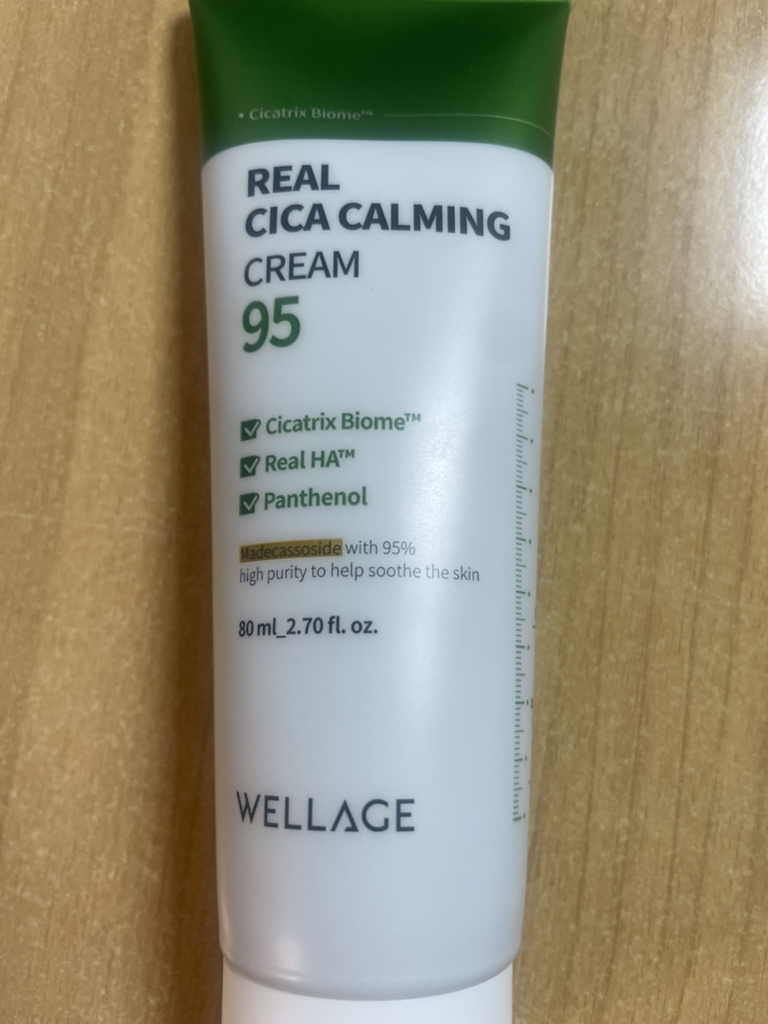 • Cicatrix Biome™
REAL
CICA CALMING
CREAM
95
Cicatrix Biome™
Real HA™
Panthenol
Madecassoside with 95%
high purity to help soothe the skin
80 ml_2.70 fl. oz.
WELLAGE